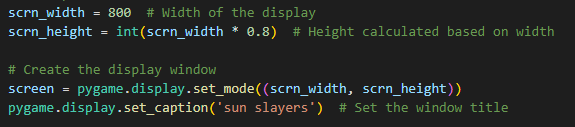 scrn_width = 800  # Width of the display
scrn_height = int(scrn_width * 0.8)  # Height calculated based on width

# Create the display window
screen = pygame.display.set_mode((scrn_width, scrn_height))
pygame.display.set_caption('sun slayers')  # Set the window title